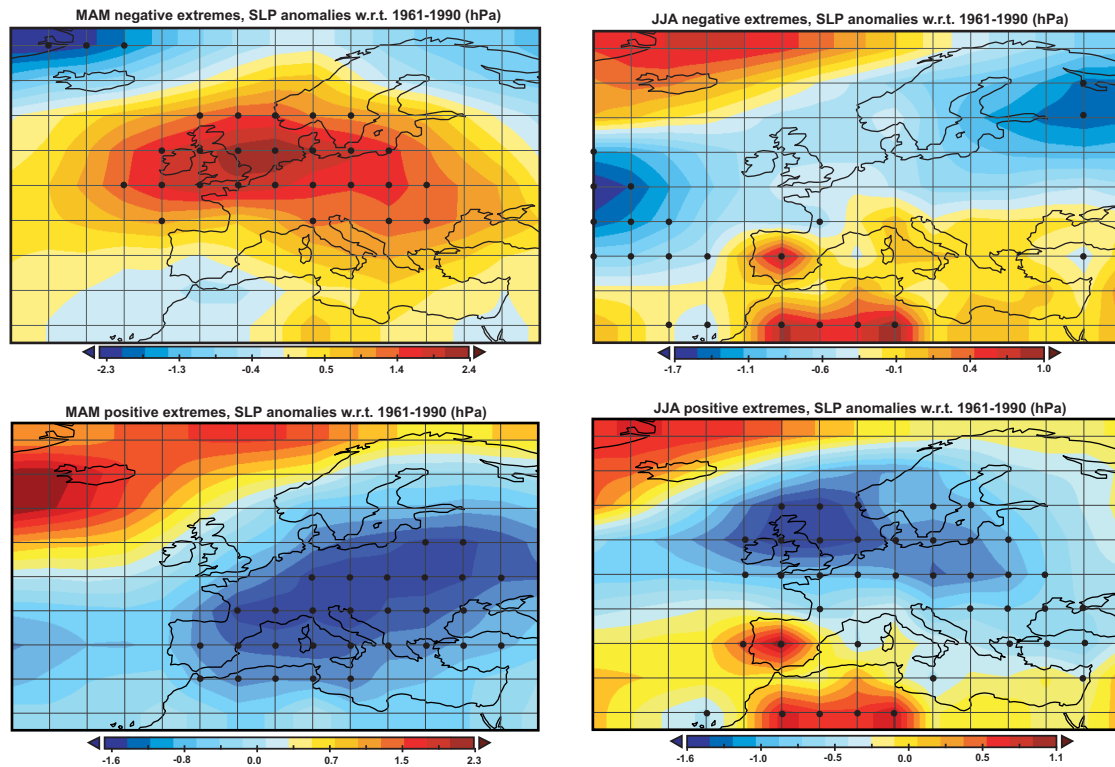 MAM negative extremes, SLP anomalies w.r.t. 1961-1990 (hPa)
JJA negative extremes, SLP anomalies w.r.t. 1961-1990 (hPa)
-2.3 -1.3 -0.4 0.5 1.4 2.4
-1.7 -1.1 -0.6 -0.1 0.4 1.0
MAM positive extremes, SLP anomalies w.r.t. 1961-1990 (hPa)
JJA positive extremes, SLP anomalies w.r.t. 1961-1990 (hPa)
-1.6 -0.8 0.0 0.7 1.5 2.3
-1.6 -1.0 -0.5 0.0 0.5 1.1